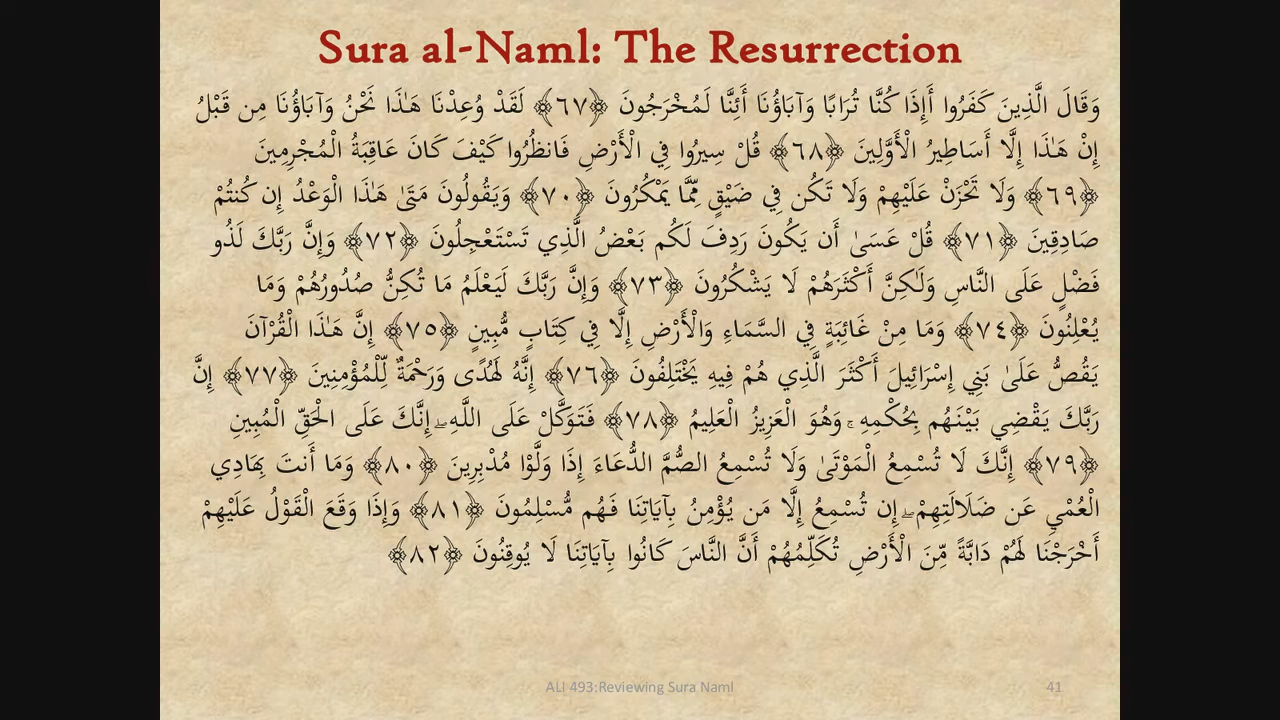 Sura al-Naml: The Resurrection
وَقَالَ الَّذِينَ كَفَرُوا أَإِذَا كُنَّا تُرَابًا وَآبَاؤُنَا أَئِنَّا لَمُخْرَجُونَ ﴿٦٧﴾ لَقَدْ وُعِدْنَا هَٰذَا نَحْنُ وَآبَاؤُنَا مِن قَبْلُ
إِنْ هَٰذَا إِلَّا أَسَاطِيرُ الْأَوَّلِينَ ﴿٦٨﴾ قُلْ سِيرُوا فِي الْأَرْضِ فَانظُرُوا كَيْفَ كَانَ عَاقِبَةُ الْمُجْرِمِينَ
﴿٦٩﴾ وَلَا تَحْزَنْ عَلَيْهِمْ وَلَا تَكُن فِي ضَيْقٍ مِّمَّا يَمْكُرُونَ ﴿٧٠﴾ وَيَقُولُونَ مَتَىٰ هَٰذَا الْوَعْدُ إِن كُنتُمْ
صَادِقِينَ ﴿٧١﴾ قُلْ عَسَىٰ أَن يَكُونَ رَدِفَ لَكُم بَعْضُ الَّذِي تَسْتَعْجِلُونَ ﴿٧٢﴾ وَإِنَّ رَبَّكَ لَذُو
فَضْلٍ عَلَى النَّاسِ وَلَٰكِنَّ أَكْثَرَهُمْ لَا يَشْكُرُونَ ﴿٧٣﴾ وَإِنَّ رَبَّكَ لَيَعْلَمُ مَا تُكِنُّ صُدُورُهُمْ وَمَا
يُعْلِنُونَ ﴿٧٤﴾ وَمَا مِنْ غَائِبَةٍ فِي السَّمَاءِ وَالْأَرْضِ إِلَّا فِي كِتَابٍ مُّبِينٍ ﴿٧٥﴾ إِنَّ هَٰذَا الْقُرْآنَ
يَقُصُّ عَلَىٰ بَنِي إِسْرَائِيلَ أَكْثَرَ الَّذِي هُمْ فِيهِ يَخْتَلِفُونَ ﴿٧٦﴾ إِنَّهُ لَهُدًى وَرَحْمَةٌ لِّلْمُؤْمِنِينَ ﴿٧٧﴾ إِنَّ
رَبَّكَ يَقْضِي بَيْنَهُم بِحُكْمِهِ ۚ وَهُوَ الْعَزِيزُ الْعَلِيمُ ﴿٧٨﴾ فَتَوَكَّلْ عَلَى اللَّهِ ۖ إِنَّكَ عَلَى الْحَقِّ الْمُبِينِ
﴿٧٩﴾ إِنَّكَ لَا تُسْمِعُ الْمَوْتَىٰ وَلَا تُسْمِعُ الصُّمَّ الدُّعَاءَ إِذَا وَلَّوْا مُدْبِرِينَ ﴿٨٠﴾ وَمَا أَنتَ بِهَادِي
الْعُمْيِ عَن ضَلَالَتِهِمْ ۖ إِن تُسْمِعُ إِلَّا مَن يُؤْمِنُ بِآيَاتِنَا فَهُم مُّسْلِمُونَ ﴿٨١﴾ وَإِذَا وَقَعَ الْقَوْلُ عَلَيْهِمْ
أَخْرَجْنَا لَهُمْ دَابَّةً مِّنَ الْأَرْضِ تُكَلِّمُهُمْ أَنَّ النَّاسَ كَانُوا بِآيَاتِنَا لَا يُوقِنُونَ ﴿٨٢﴾
ALI 493:Reviewing Sura Naml
41